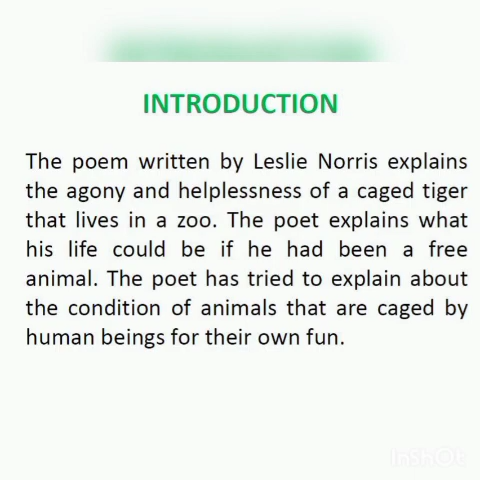 INTRODUCTION
The poem written by Leslie Norris explains
the agony and helplessness of a caged tiger
that lives in a zoo. The poet explains what
his life could be if he had been a free
animal. The poet has tried to explain about
the condition of animals that are caged by
human beings for their own fun.
InShOt